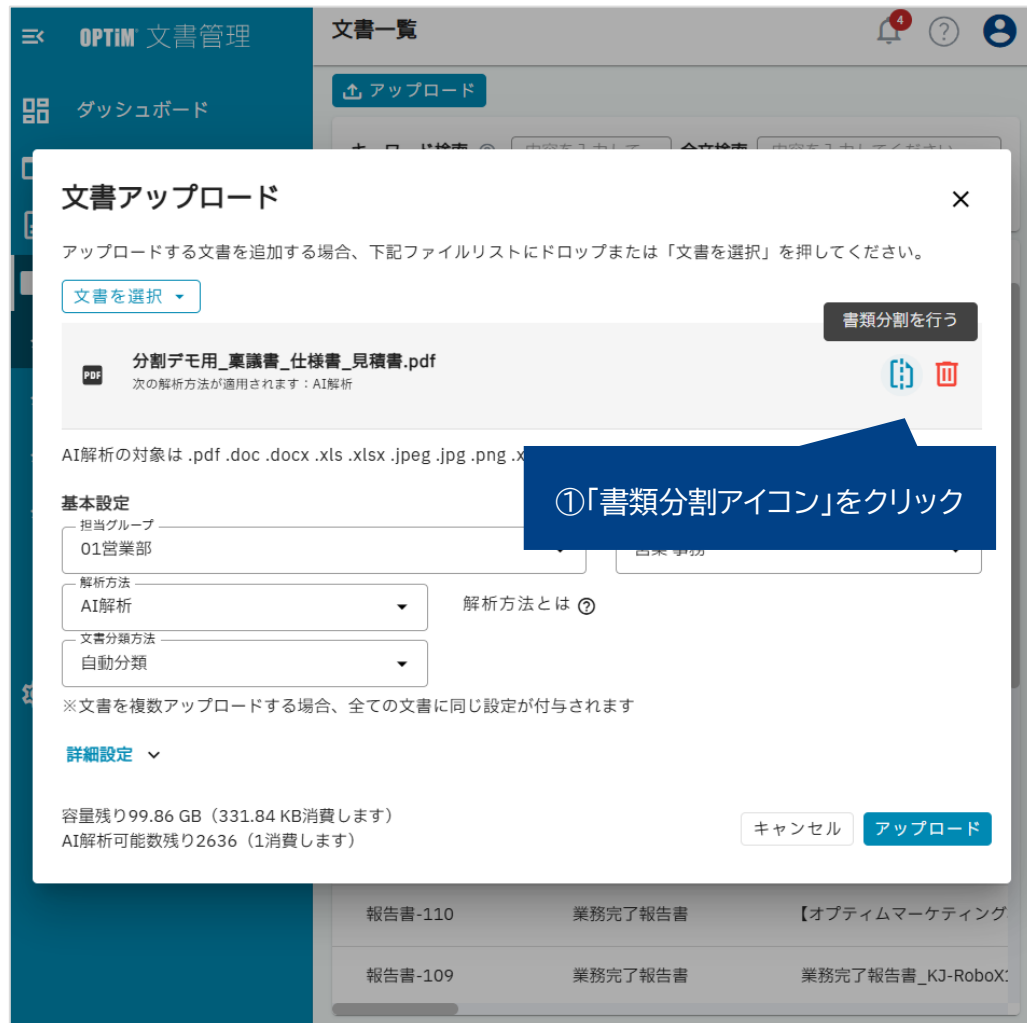 OPTiM 文書管理
文書一覧
4
ダッシュボード
アップロード
文書アップロード
アップロードする文書を追加する場合、下記ファイルリストにドロップまたは「文書を選択」を押してください。
文書を選択
書類分割を行う
PDF
分割デモ用_稟議書_仕様書_見積書.pdf
次の解析方法が適用されます：AI解析
AI解析の対象は .pdf .doc .docx .xls .xlsx .jpeg .jpg .png .x
①「書類分割アイコン」をクリック
基本設定
担当グループ
01営業部
解析方法
AI解析
解析方法とは
文書分類方法
自動分類
※文書を複数アップロードする場合、全ての文書に同じ設定が付与されます
詳細設定
容量残り99.86 GB（331.84 KB消費します）
AI解析可能数残り2636（1消費します）
キャンセル
アップロード
報告書-110 業務完了報告書 【オプティムマーケティング
報告書-109 業務完了報告書 業務完了報告書_KJ-RoboX